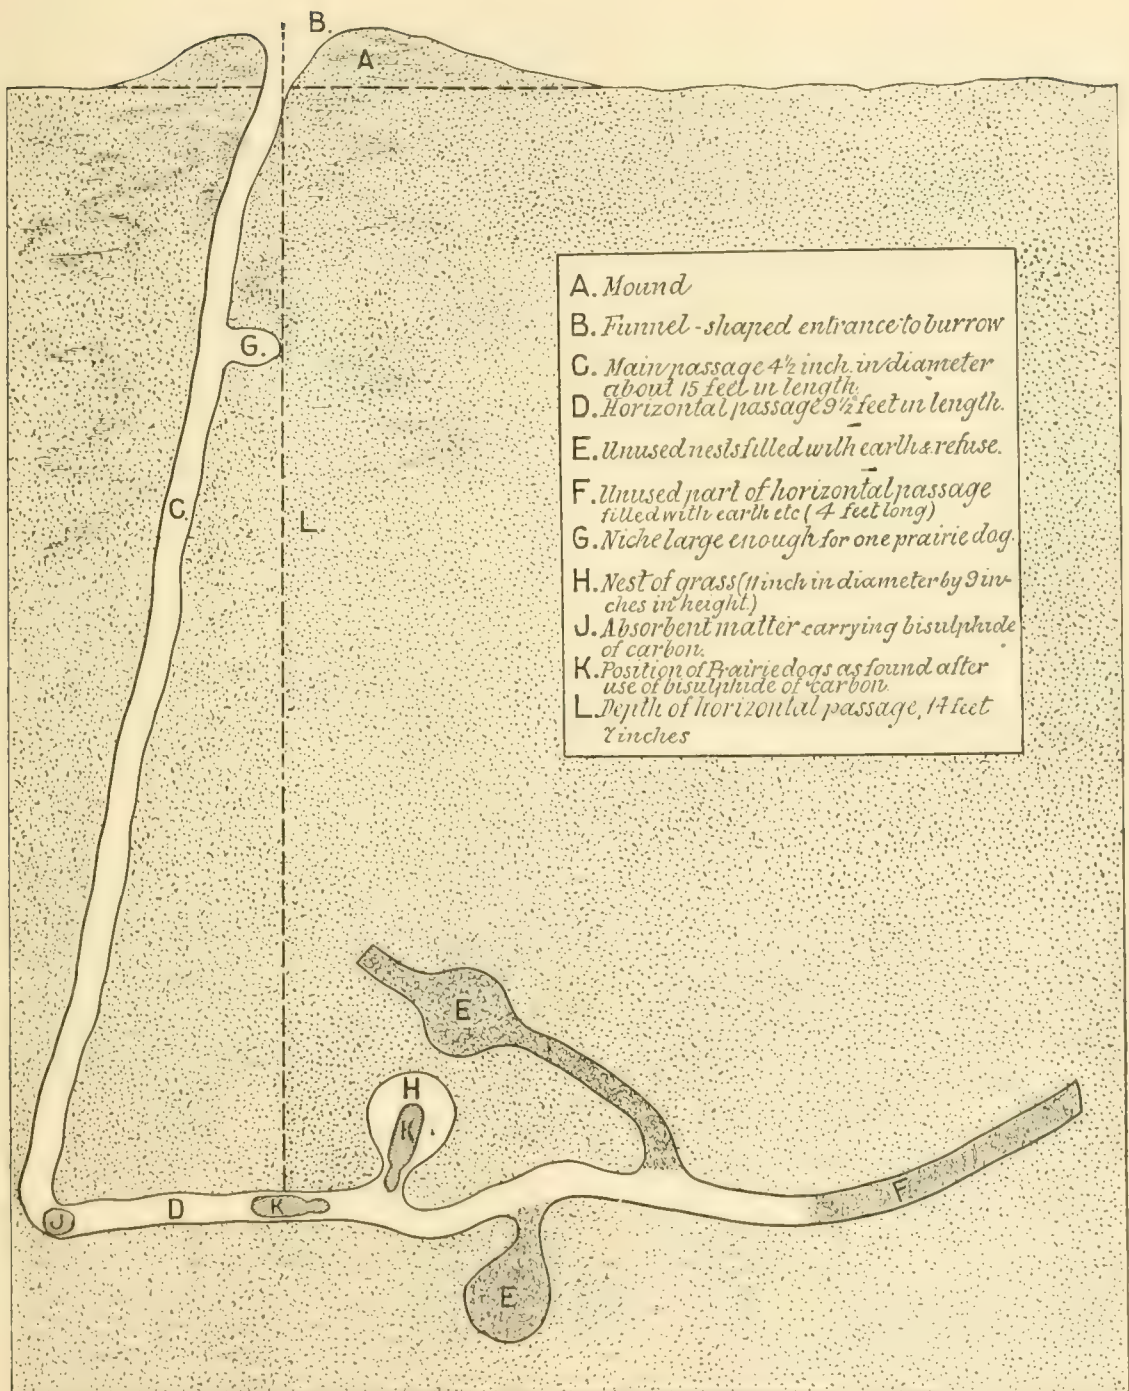 B.
A
A. Mound
B. Funnel-shaped entrance to burrow
G.
C. Main passage 4½ inch. in diameter
about 15 feet in length.
D. Horizontal passage 9½ feet in length.
E. Unused nests filled with earth & refuse.
C.
L.
F. Unused part of horizontal passage
filled with earth etc (4 feet long)
G. Niche large enough for one prairie dog.
H. Nest of grass (11 inch in diameter by 9 in-
ches in height.)
J. Absorbent matter carrying bisulphide
of carbon.
K. Position of Prairie dogs as found after
use of bisulphide of carbon.
L. Depth of horizontal passage, 14 feet
7 inches
E
H
K
F.
D
K
J
E